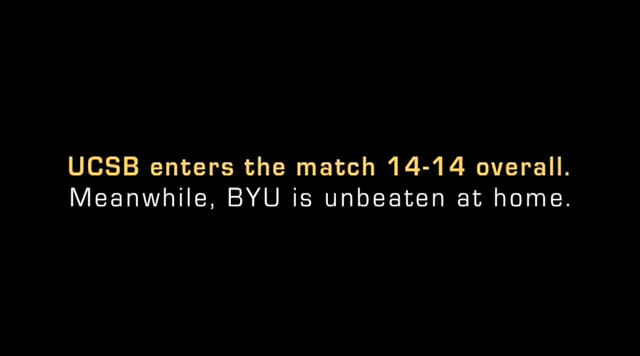 UCSB enters the match 14-14 overall.
Meanwhile, BYU is unbeaten at home.